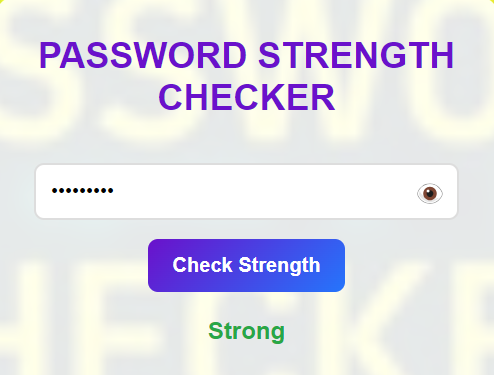 PASSWORD STRENGTH
CHECKER
•••••••••
Check Strength
Strong